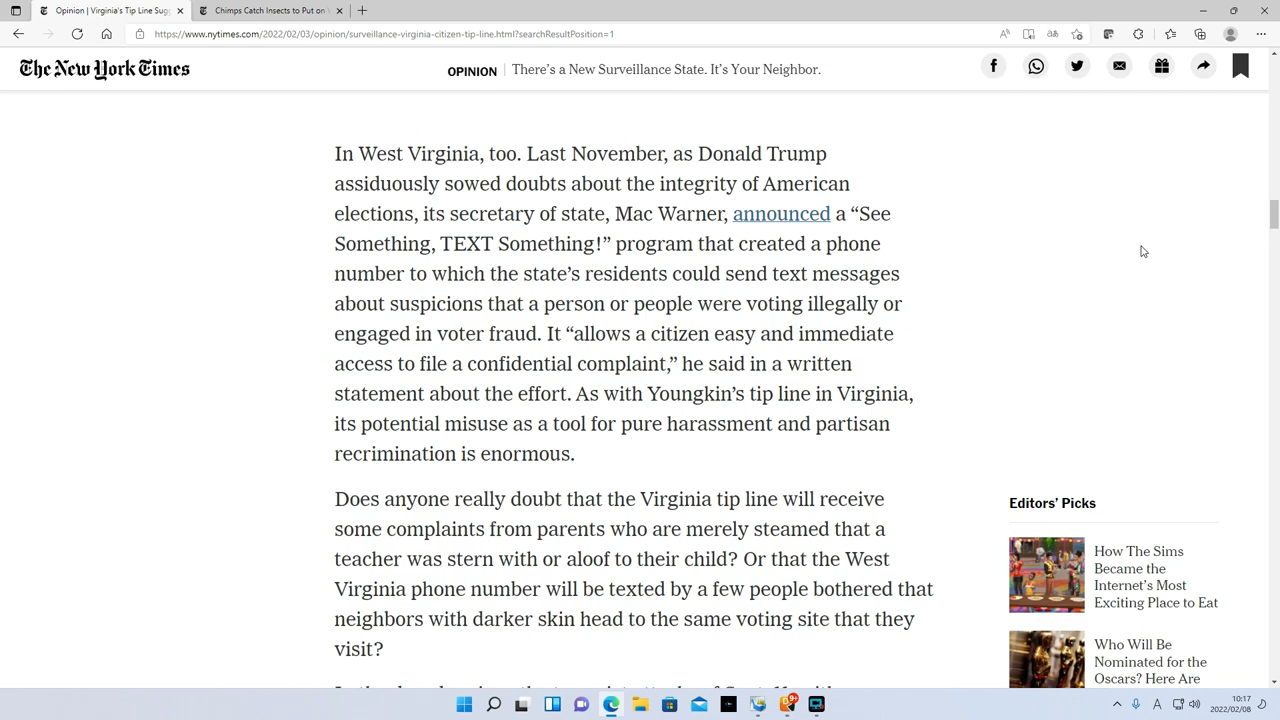 Opinion | Virginia's Tip Line Sug
Chimps Catch Insects to Put on
https://www.nytimes.com/2022/02/03/opinion/surveillance-virginia-citizen-tip-line.html?searchResultPosition=1
The New York Times
OPINION | There's a New Surveillance State. It's Your Neighbor.
In West Virginia, too. Last November, as Donald Trump
assiduously sowed doubts about the integrity of American
elections, its secretary of state, Mac Warner, announced a “See
Something, TEXT Something!” program that created a phone
number to which the state’s residents could send text messages
about suspicions that a person or people were voting illegally or
engaged in voter fraud. It “allows a citizen easy and immediate
access to file a confidential complaint,” he said in a written
statement about the effort. As with Youngkin’s tip line in Virginia,
its potential misuse as a tool for pure harassment and partisan
recrimination is enormous.
Does anyone really doubt that the Virginia tip line will receive
some complaints from parents who are merely steamed that a
teacher was stern with or aloof to their child? Or that the West
Virginia phone number will be texted by a few people bothered that
neighbors with darker skin head to the same voting site that they
visit?
Editors’ Picks
How The Sims
Became the
Internet’s Most
Exciting Place to Eat
Who Will Be
Nominated for the
Oscars? Here Are
9+
A
10:17
2022/02/08